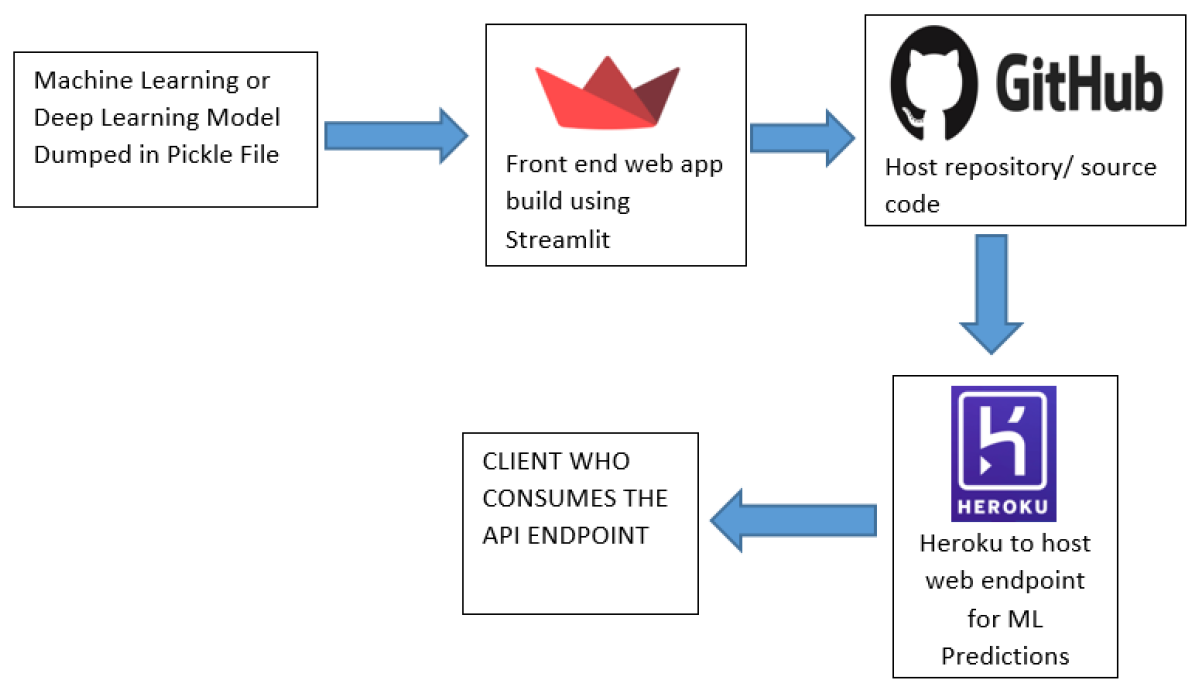 Machine Learning or
Deep Learning Model
Dumped in Pickle File
Front end web app
build using
Streamlit
GitHub
Host repository/ source
code
HEROKU
Heroku to host
web endpoint
for ML
Predictions
CLIENT WHO
CONSUMES THE
API ENDPOINT